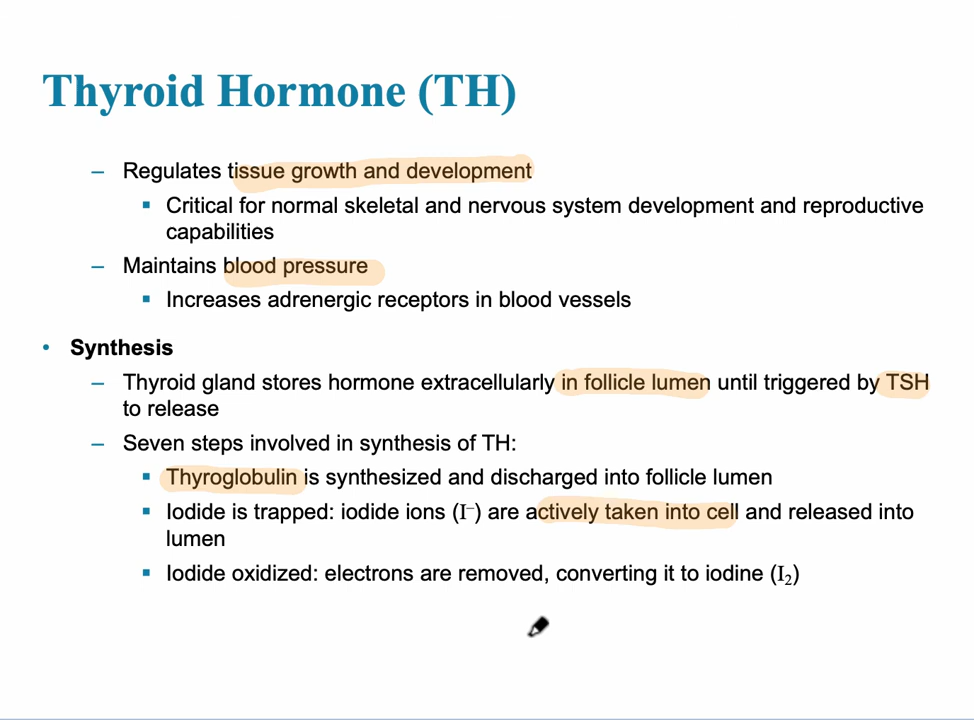 Thyroid Hormone (TH)
– Regulates tissue growth and development
▪ Critical for normal skeletal and nervous system development and reproductive
capabilities
– Maintains blood pressure
▪ Increases adrenergic receptors in blood vessels
• Synthesis
– Thyroid gland stores hormone extracellularly in follicle lumen until triggered by TSH
to release
– Seven steps involved in synthesis of TH:
▪ Thyroglobulin is synthesized and discharged into follicle lumen
▪ Iodide is trapped: iodide ions (I⁻) are actively taken into cell and released into
lumen
▪ Iodide oxidized: electrons are removed, converting it to iodine (I₂)